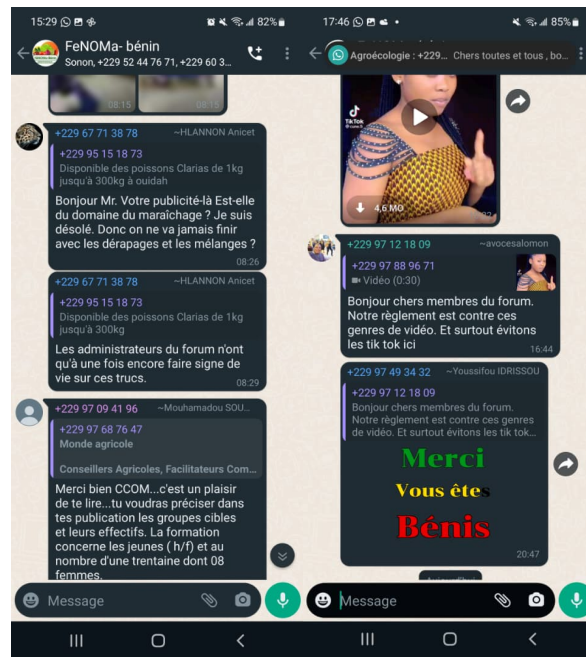 15:29
82%
FeNOMa- bénin
Sonon, +229 52 44 76 71, +229 60 3...
08:15
08:15
+229 67 71 38 78 ~HLANNON Anicet
+229 95 15 18 73
Disponible des poissons Clarias de 1kg
jusqu'à 300kg à ouidah
Bonjour Mr. Votre publicité-là Est-elle
du domaine du maraîchage ? Je suis
désolé. Donc on ne va jamais finir
avec les dérapages et les mélanges ?
08:26
+229 67 71 38 78 ~HLANNON Anicet
+229 95 15 18 73
Disponible des poissons Clarias de 1kg
jusqu'à 300kg
Les administrateurs du forum n'ont
qu'à une fois encore faire signe de
vie sur ces trucs.
08:29
+229 97 09 41 96 ~Mouhamadou SOU...
+229 97 68 76 47
Monde agricole
Conseillers Agricoles, Facilitateurs Com...
Merci bien CCOM...c'est un plaisir
de te lire...tu voudras préciser dans
tes publication les groupes cibles
et leurs effectifs. La formation
concerne les jeunes ( h/f) et au
nombre d'une trentaine dont 08
femmes.
Message
17:46
85%
Agroécologie : +229... Chers toutes et tous , bo...
TikTok
4,6 MO
+229 97 12 18 09 ~avocesalomon
+229 97 88 96 71
Vidéo (0:30)
Bonjour chers membres du forum.
Notre règlement est contre ces
genres de vidéo. Et surtout évitons
les tik tok ici
16:44
+229 97 49 34 32 ~Youssifou IDRISSOU
+229 97 12 18 09
Bonjour chers membres du forum.
Notre règlement est contre ces genres
de vidéo. Et surtout évitons les tik tok...
Merci
Vous êtes
Bénis
20:47
Message